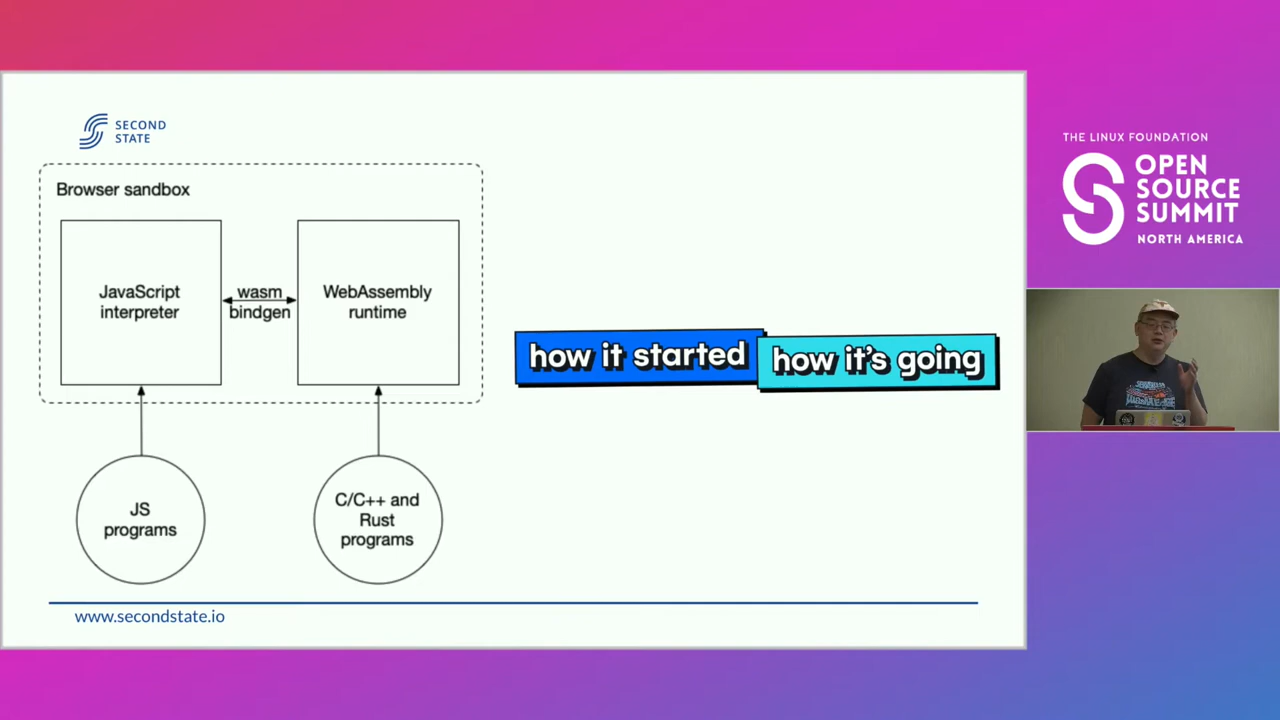 SECOND
STATE
Browser sandbox
JavaScript
interpreter
wasm
bindgen
WebAssembly
runtime
JS
programs
C/C++ and
Rust
programs
how it started
how it's going
www.secondstate.io
THE LINUX FOUNDATION
OPEN
SOURCE
SUMMIT
NORTH AMERICA